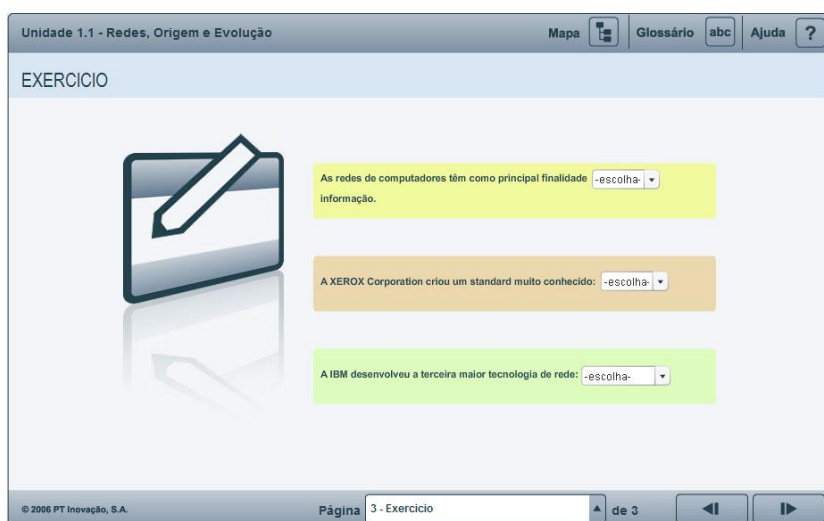 Unidade 1.1 - Redes, Origem e Evolução
Mapa
Glossário
abc
Ajuda
?
EXERCICIO
As redes de computadores têm como principal finalidade -escolha-
informação.
A XEROX Corporation criou um standard muito conhecido: -escolha-
A IBM desenvolveu a terceira maior tecnologia de rede: -escolha-
© 2006 PT Inovação, S.A.
Página 3 - Exercicio de 3